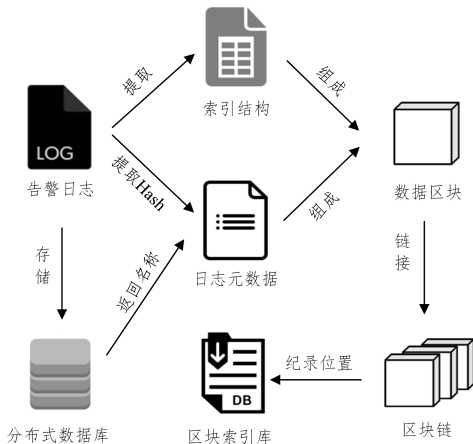 提取
索引结构
组成
LOG
告警日志
提取Hash
数据区块
组成
日志元数据
存储
返回名称
链接
分布式数据库
DB
区块索引库
纪录位置
区块链